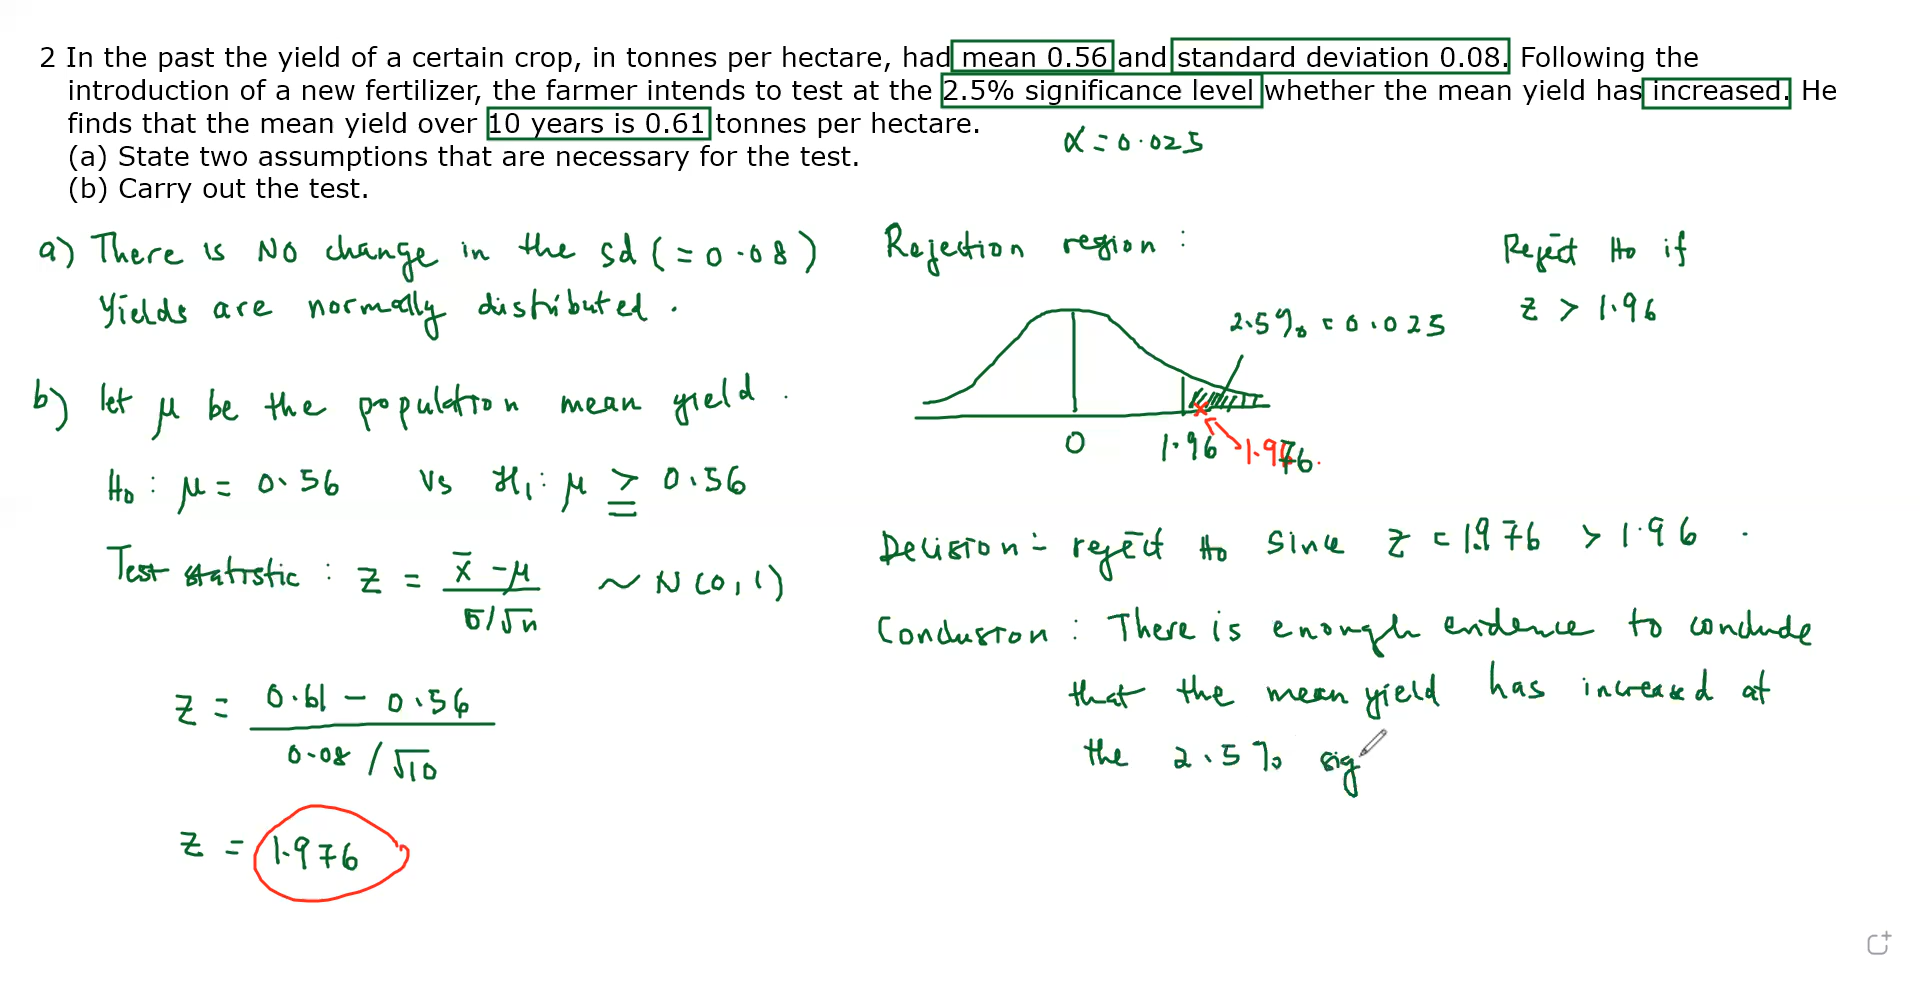 2 In the past the yield of a certain crop, in tonnes per hectare, had mean 0.56 and standard deviation 0.08. Following the
introduction of a new fertilizer, the farmer intends to test at the 2.5% significance level whether the mean yield has increased. He
finds that the mean yield over 10 years is 0.61 tonnes per hectare.
α = 0.025
(a) State two assumptions that are necessary for the test.
(b) Carry out the test.
a) There is NO change in the sd (= 0.08)
Yields are normally distributed.
b) let μ be the population mean yield.
H₀ : μ = 0.56 vs H₁ : μ > 0.56
Test statistic : z = (x̄ - μ) / (σ/√n) ~ N(0,1)
z = (0.61 - 0.56) / (0.08/√10)
z = 1.976
Rejection region :
2.5% = 0.025
0 1.96 1.976.
Reject H₀ if
z > 1.96
Decision :- reject H₀ since z = 1.976 > 1.96.
Conclusion : There is enough evidence to conclude
that the mean yield has increased at
the 2.5% sig